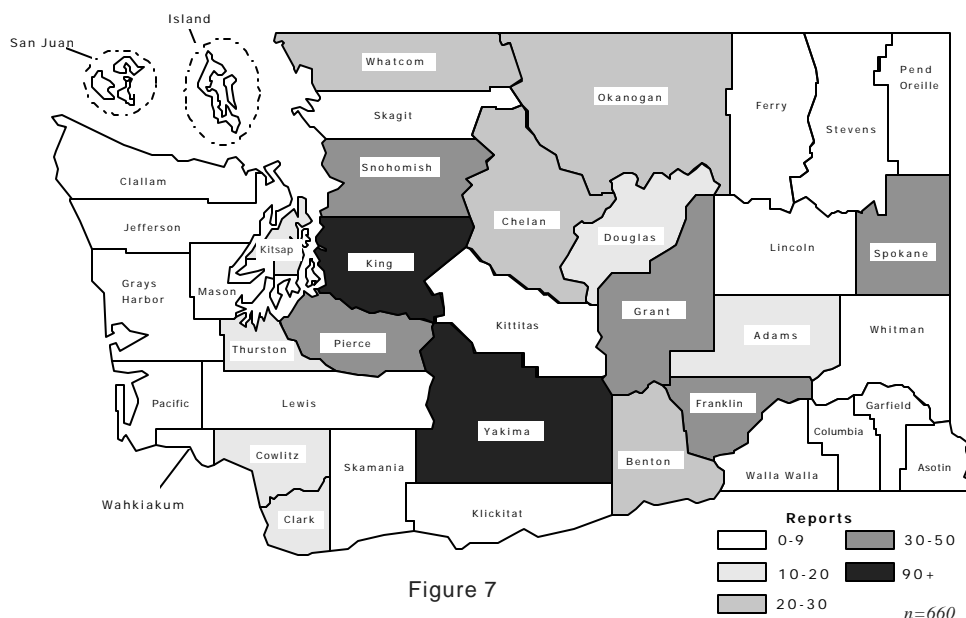 Island
San Juan
Whatcom
Okanogan
Ferry
Stevens
Pend
Oreille
Skagit
Snohomish
Clallam
Jefferson
Chelan
Douglas
Kitsap
King
Lincoln
Spokane
Grays
Harbor
Mason
Kittitas
Grant
Adams
Whitman
Thurston
Pierce
Pacific
Lewis
Yakima
Franklin
Garfield
Columbia
Cowlitz
Skamania
Benton
Walla Walla
Asotin
Wahkiakum
Clark
Klickitat
Reports
0-9
30-50
10-20
90+
20-30
Figure 7
n=660